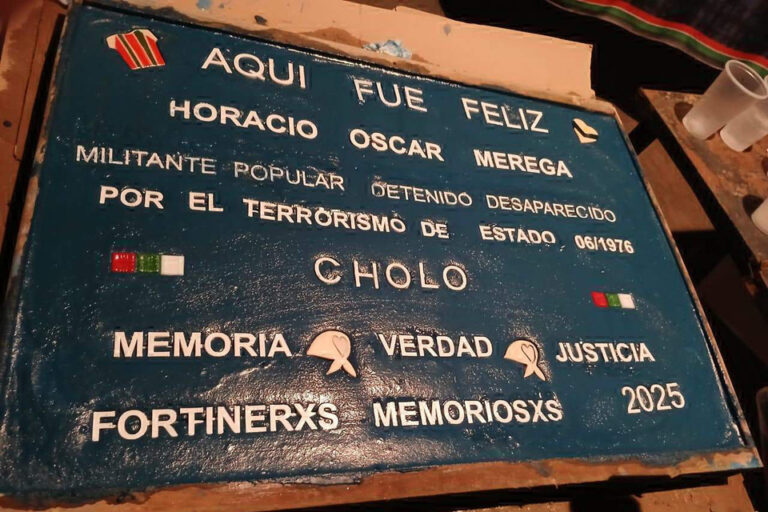 AQUI FUE FELIZ
HORACIO OSCAR MEREGA
MILITANTE POPULAR DETENIDO DESAPARECIDO
POR EL TERRORISMO DE ESTADO 06/1976
CHOLO
MEMORIA VERDAD JUSTICIA
FORTINERXS MEMORIOSXS 2025